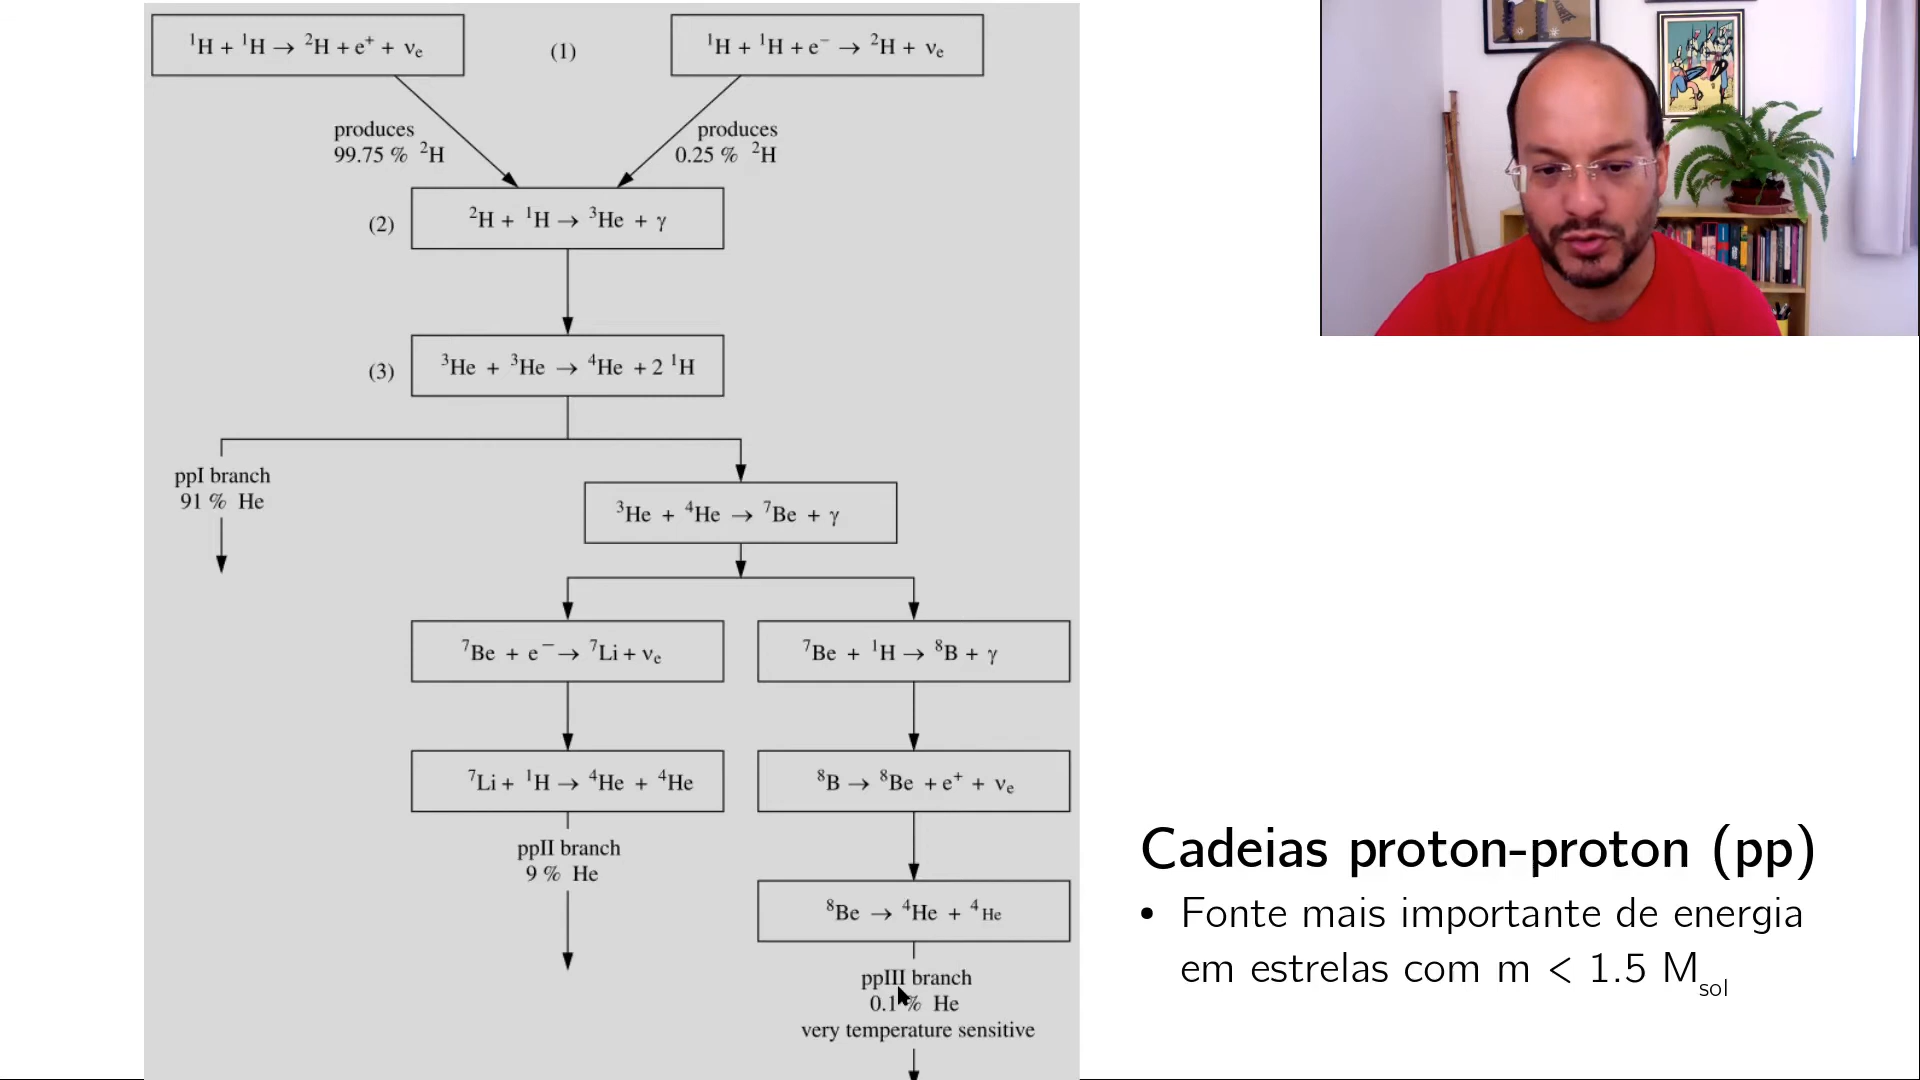 ¹H + ¹H → ²H + e⁺ + νₑ
(1)
¹H + ¹H + e⁻ → ²H + νₑ
produces
99.75 % ²H
produces
0.25 % ²H
(2)
²H + ¹H → ³He + γ
(3)
³He + ³He → ⁴He + 2 ¹H
ppI branch
91 % He
³He + ⁴He → ⁷Be + γ
⁷Be + e⁻ → ⁷Li + νₑ
⁷Be + ¹H → ⁸B + γ
⁷Li + ¹H → ⁴He + ⁴He
⁸B → ⁸Be + e⁺ + νₑ
ppII branch
9 % He
⁸Be → ⁴He + ⁴He
ppIII branch
0.1 % He
very temperature sensitive
Cadeias proton-proton (pp)
• Fonte mais importante de energia
em estrelas com m < 1.5 Msol